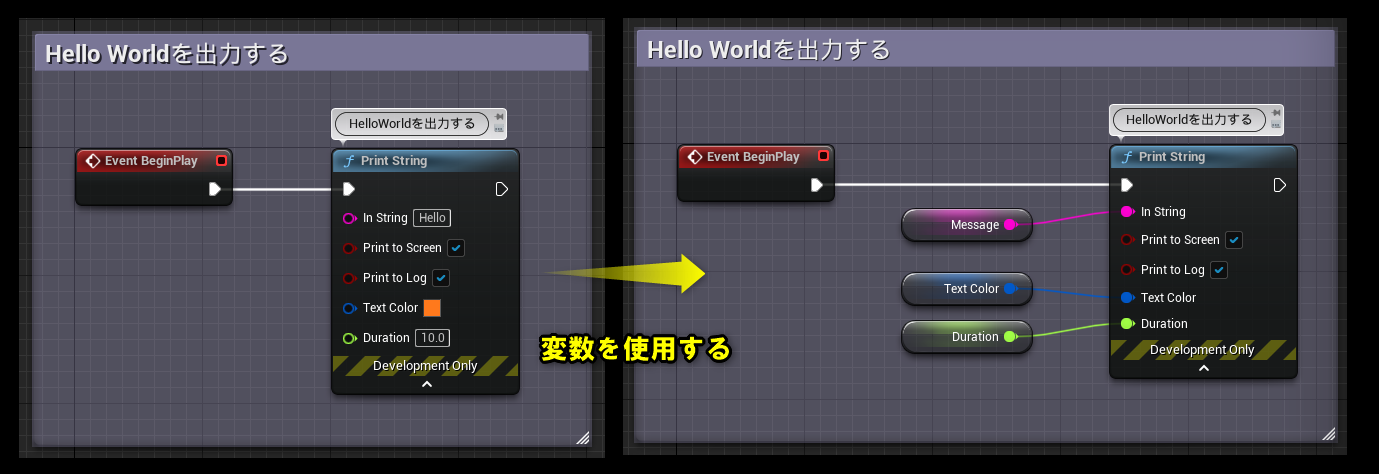 Hello Worldを出力する
HelloWorldを出力する
Event BeginPlay
Print String
In String Hello
Print to Screen
Print to Log
Text Color
Duration 10.0
Development Only
変数を使用する
Hello Worldを出力する
HelloWorldを出力する
Event BeginPlay
Print String
Message
In String
Print to Screen
Print to Log
Text Color
Text Color
Duration
Duration
Development Only